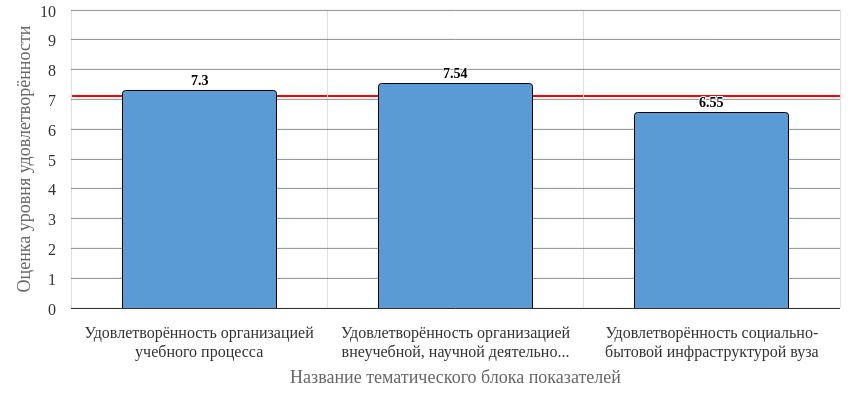 Оценка уровня удовлетворённости
10
9
8
7
6
5
4
3
2
1
0
7.3
7.54
6.55
Удовлетворённость организацией
учебного процесса
Удовлетворённость организацией
внеучебной, научной деятельно...
Удовлетворённость социально-
бытовой инфраструктурой вуза
Название тематического блока показателей